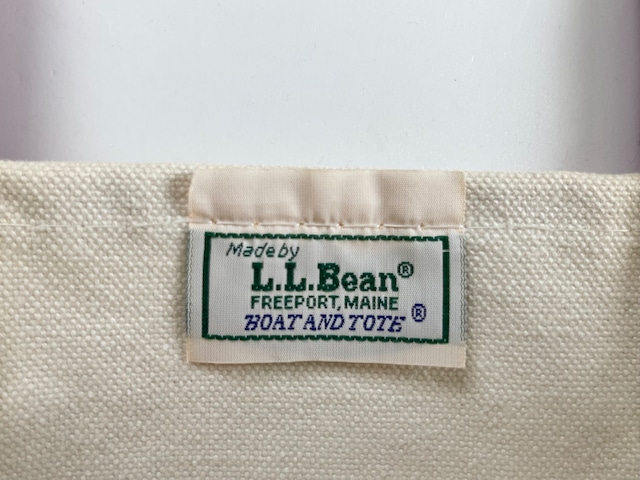 Made by
L.L.Bean®
FREEPORT, MAINE
BOAT AND TOTE®